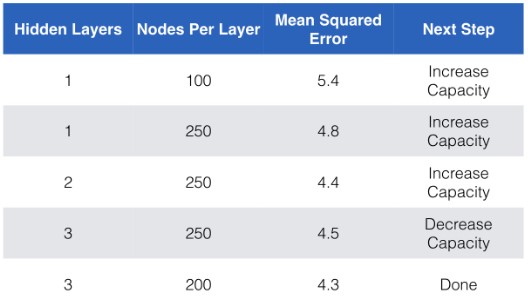 Hidden Layers Nodes Per Layer Mean Squared Error Next Step
1 100 5.4 Increase Capacity
1 250 4.8 Increase Capacity
2 250 4.4 Increase Capacity
3 250 4.5 Decrease Capacity
3 200 4.3 Done